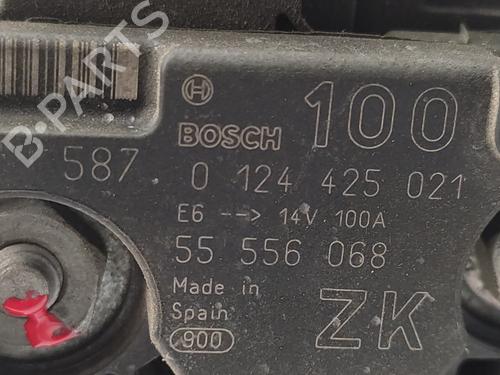 B-PARTS
BOSCH 100
587 0 124 425 021
E6 --> 14V 100A
55 556 068
Made in
Spain
ZK
900